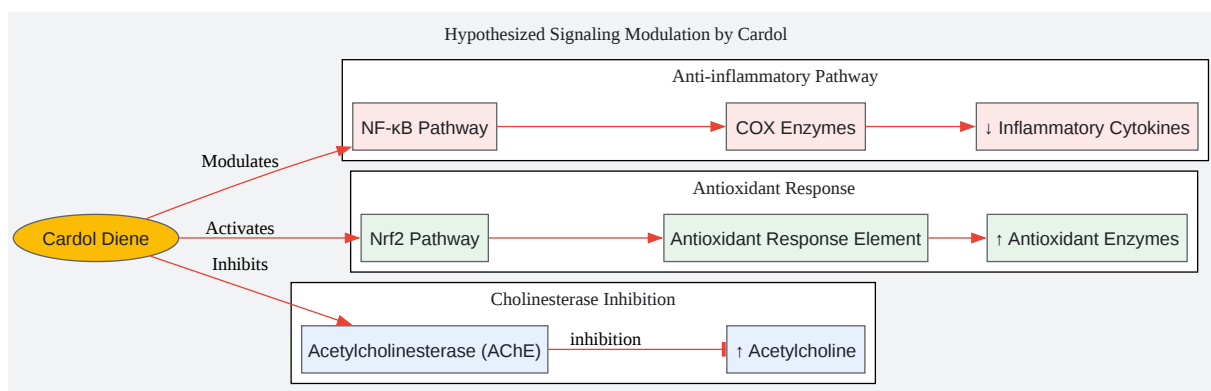 Hypothesized Signaling Modulation by Cardol
Anti-inflammatory Pathway
NF-κB Pathway
COX Enzymes
↓ Inflammatory Cytokines
Modulates
Antioxidant Response
Cardol Diene
Activates
Nrf2 Pathway
Antioxidant Response Element
↑ Antioxidant Enzymes
Inhibits
Cholinesterase Inhibition
Acetylcholinesterase (AChE)
inhibition
↑ Acetylcholine